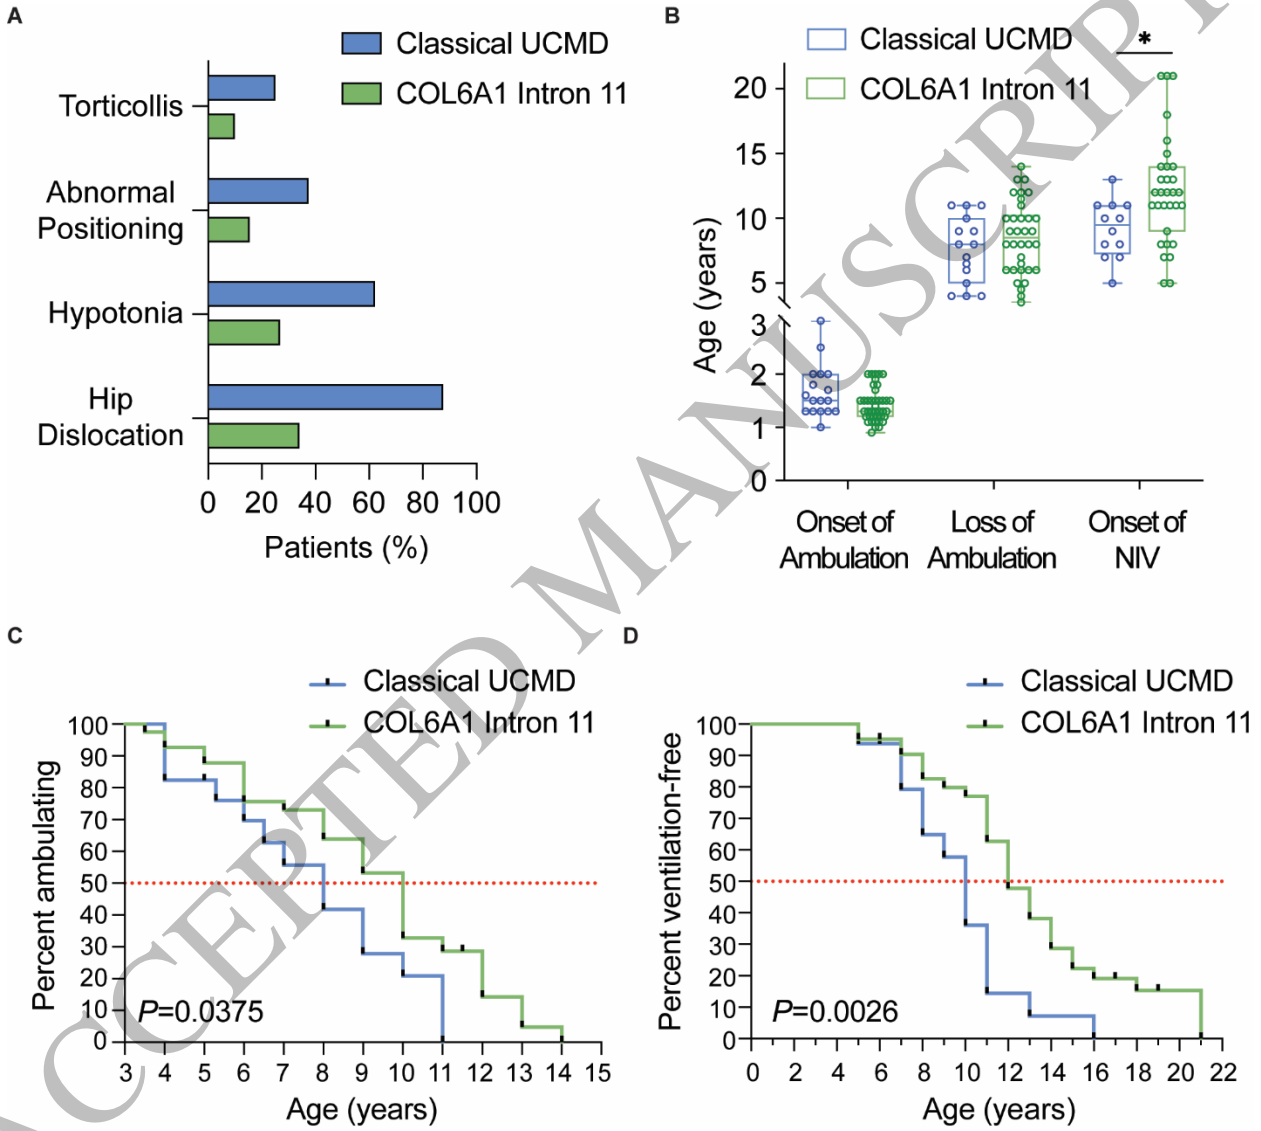 A
Classical UCMD
COL6A1 Intron 11
Torticollis
Abnormal
Positioning
Hypotonia
Hip
Dislocation
0 20 40 60 80 100
Patients (%)
B
Classical UCMD
COL6A1 Intron 11
*
20
15
10
5
3
2
1
0
Age (years)
Onset of
Ambulation
Loss of
Ambulation
Onset of
NIV
C
Classical UCMD
COL6A1 Intron 11
100
90
80
70
60
50
40
30
20
10
0
Percent ambulating
P=0.0375
3 4 5 6 7 8 9 10 11 12 13 14 15
Age (years)
D
Classical UCMD
COL6A1 Intron 11
100
90
80
70
60
50
40
30
20
10
0
Percent ventilation-free
P=0.0026
0 2 4 6 8 10 12 14 16 18 20 22
Age (years)
ACCEPTED MANUSCRIPT